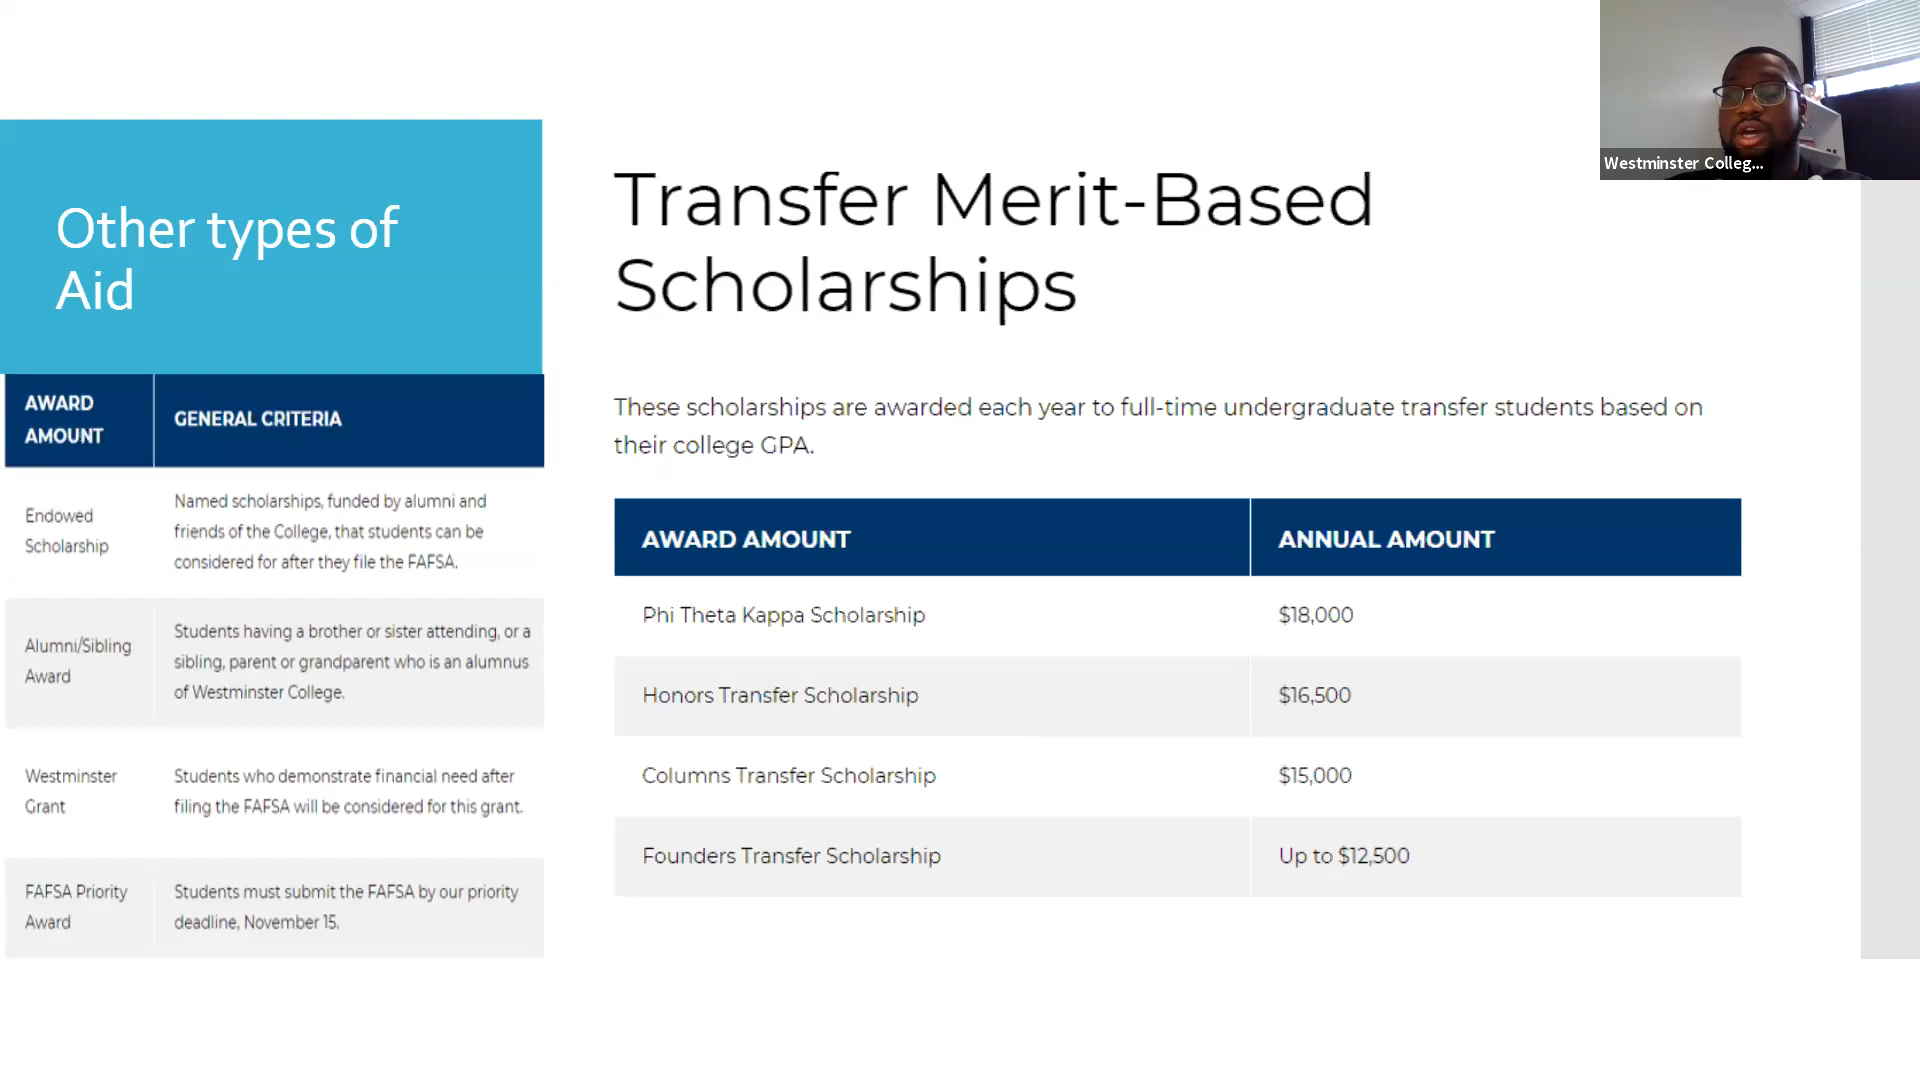 Westminster Colleg...
Other types of
Aid
AWARD
AMOUNT
GENERAL CRITERIA
Endowed
Scholarship
Named scholarships, funded by alumni and
friends of the College, that students can be
considered for after they file the FAFSA.
Alumni/Sibling
Award
Students having a brother or sister attending, or a
sibling, parent or grandparent who is an alumnus
of Westminster College.
Westminster
Grant
Students who demonstrate financial need after
filing the FAFSA will be considered for this grant.
FAFSA Priority
Award
Students must submit the FAFSA by our priority
deadline, November 15.
Transfer Merit-Based
Scholarships
These scholarships are awarded each year to full-time undergraduate transfer students based on
their college GPA.
AWARD AMOUNT
ANNUAL AMOUNT
Phi Theta Kappa Scholarship
$18,000
Honors Transfer Scholarship
$16,500
Columns Transfer Scholarship
$15,000
Founders Transfer Scholarship
Up to $12,500